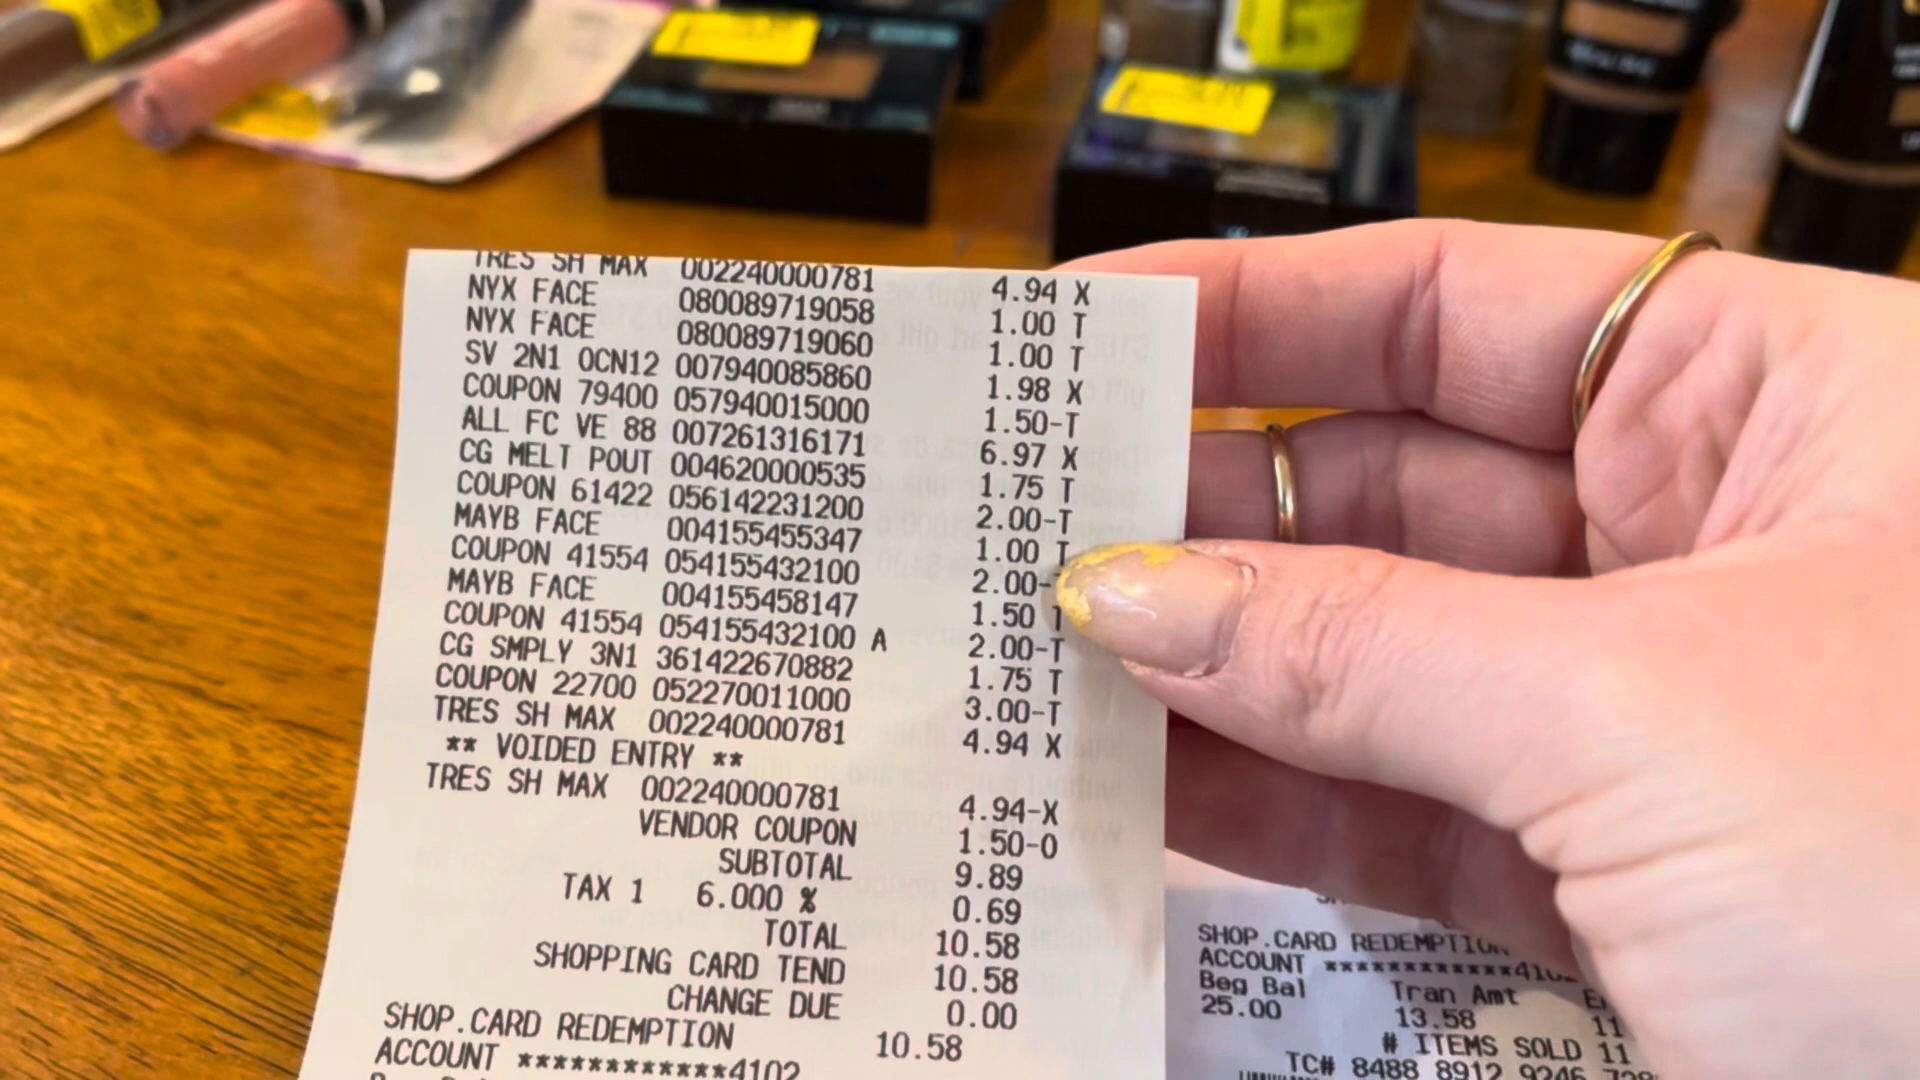 TRES SH MAX 002240000781 4.94 X
NYX FACE 080089719058 1.00 T
NYX FACE 080089719060 1.00 T
SV 2N1 OCN12 007940085860 1.98 X
COUPON 79400 057940015000 1.50-T
ALL FC VE 88 007261316171 6.97 X
CG MELT POUT 004620000535 1.75 T
COUPON 61422 056142231200 2.00-T
MAYB FACE 004155455347 1.00 T
COUPON 41554 054155432100 2.00-
MAYB FACE 004155458147 1.50 T
COUPON 41554 054155432100 A 2.00-T
CG SMPLY 3N1 361422670882 1.75 T
COUPON 22700 052270011000 3.00-T
TRES SH MAX 002240000781 4.94 X
** VOIDED ENTRY **
TRES SH MAX 002240000781 4.94-X
VENDOR COUPON 1.50-O
SUBTOTAL 9.89
TAX 1 6.000 % 0.69
TOTAL 10.58
SHOPPING CARD TEND 10.58
CHANGE DUE 0.00
SHOP.CARD REDEMPTION 10.58
ACCOUNT ************4102
SHOP.CARD REDEMPTION
ACCOUNT ************4102
Beg Bal Tran Amt
25.00 13.58 11
# ITEMS SOLD 11
TC# 8488 8912 9246